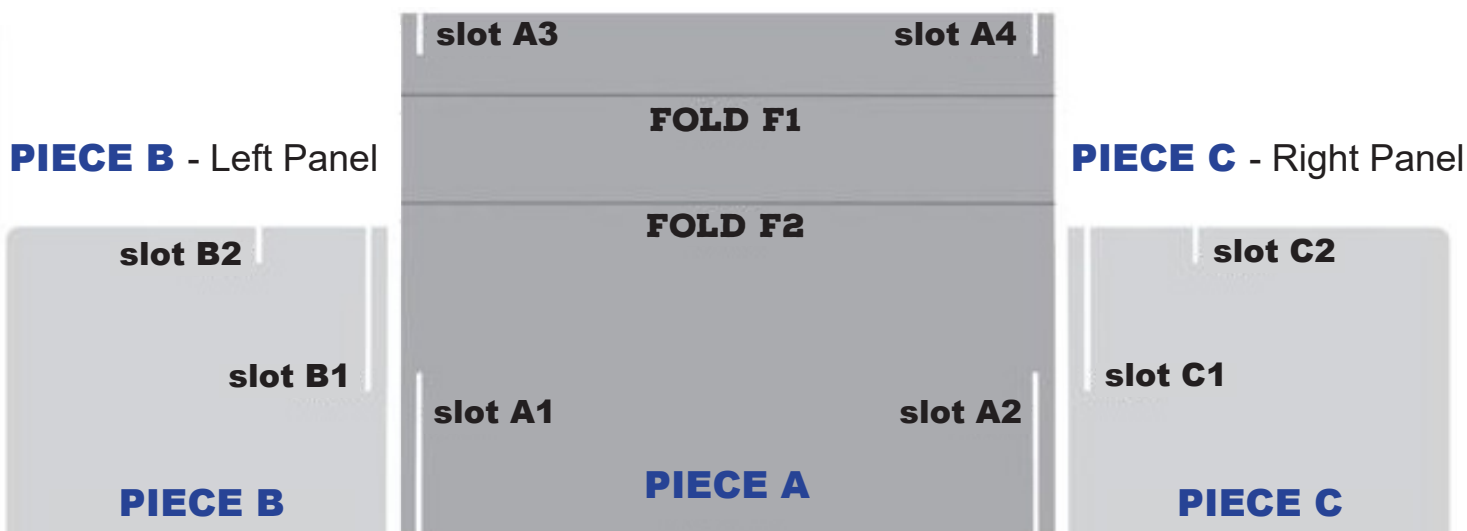 slot A3
slot A4
FOLD F1
PIECE B - Left Panel
PIECE C - Right Panel
FOLD F2
slot B2
slot C2
slot B1
slot C1
slot A1
slot A2
PIECE A
PIECE B
PIECE C